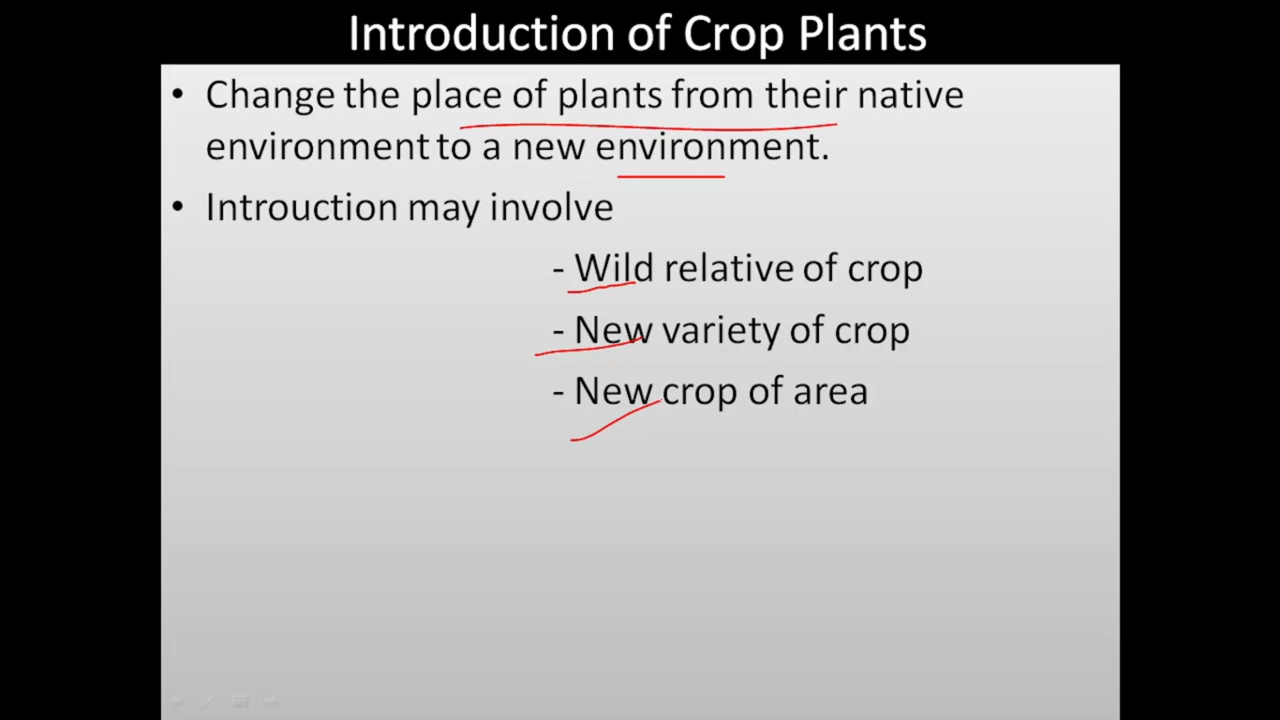 Introduction of Crop Plants
• Change the place of plants from their native
environment to a new environment.
• Introuction may involve
- Wild relative of crop
- New variety of crop
- New crop of area